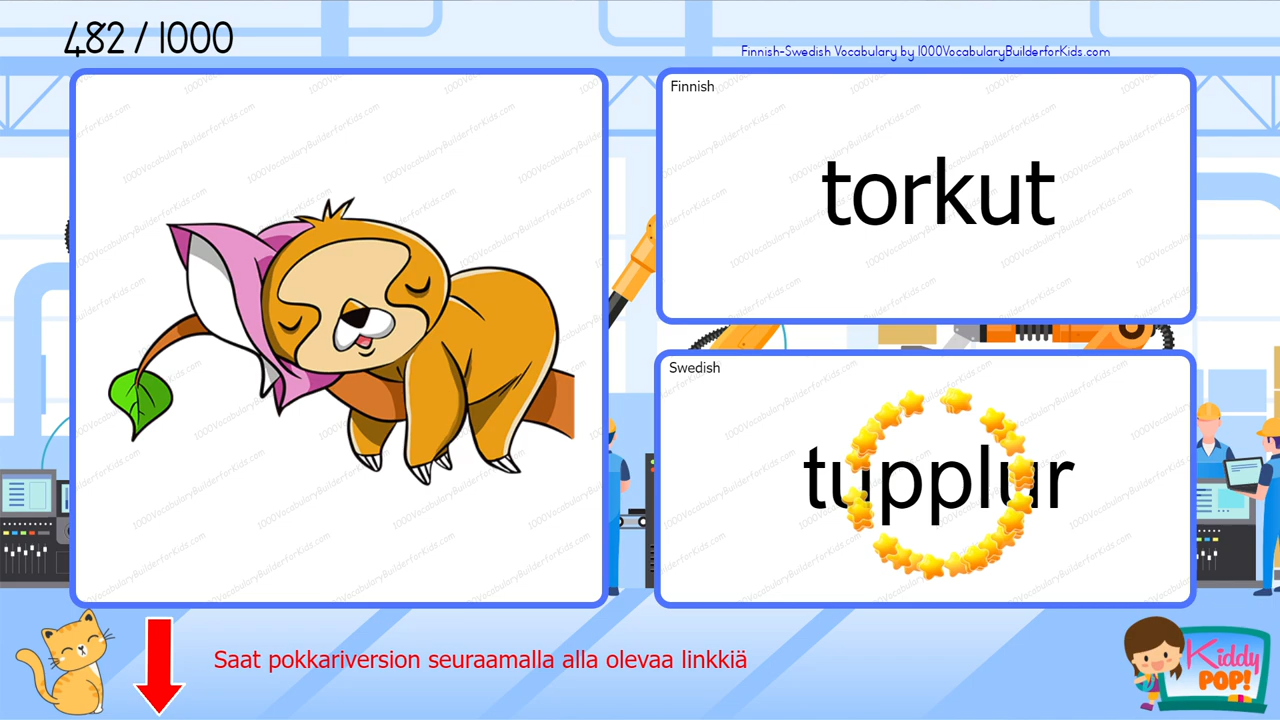 482 / 1000
Finnish-Swedish Vocabulary by 1000VocabularyBuilderforKids.com
Finnish
torkut
Swedish
tupplur
Saat pokkariversion seuraamalla alla olevaa linkkiä
Kiddy
POP!